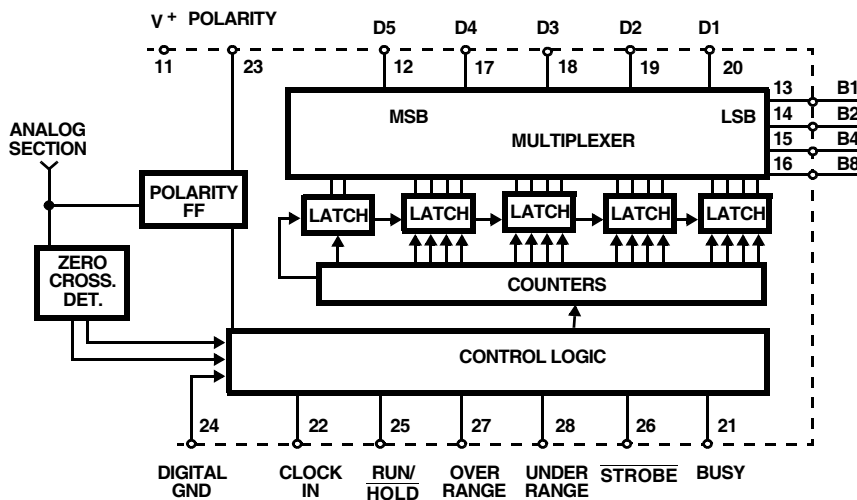 V+ POLARITY D5 D4 D3 D2 D1
11 23 12 17 18 19 20
MSB LSB
MULTIPLEXER
13 B1
14 B2
15 B4
16 B8
ANALOG
SECTION
POLARITY
FF
LATCH LATCH LATCH LATCH LATCH
ZERO
CROSS.
DET.
COUNTERS
CONTROL LOGIC
24 22 25 27 28 26 21
DIGITAL
GND
CLOCK
IN
RUN/
HOLD
OVER
RANGE
UNDER
RANGE
STROBE
BUSY